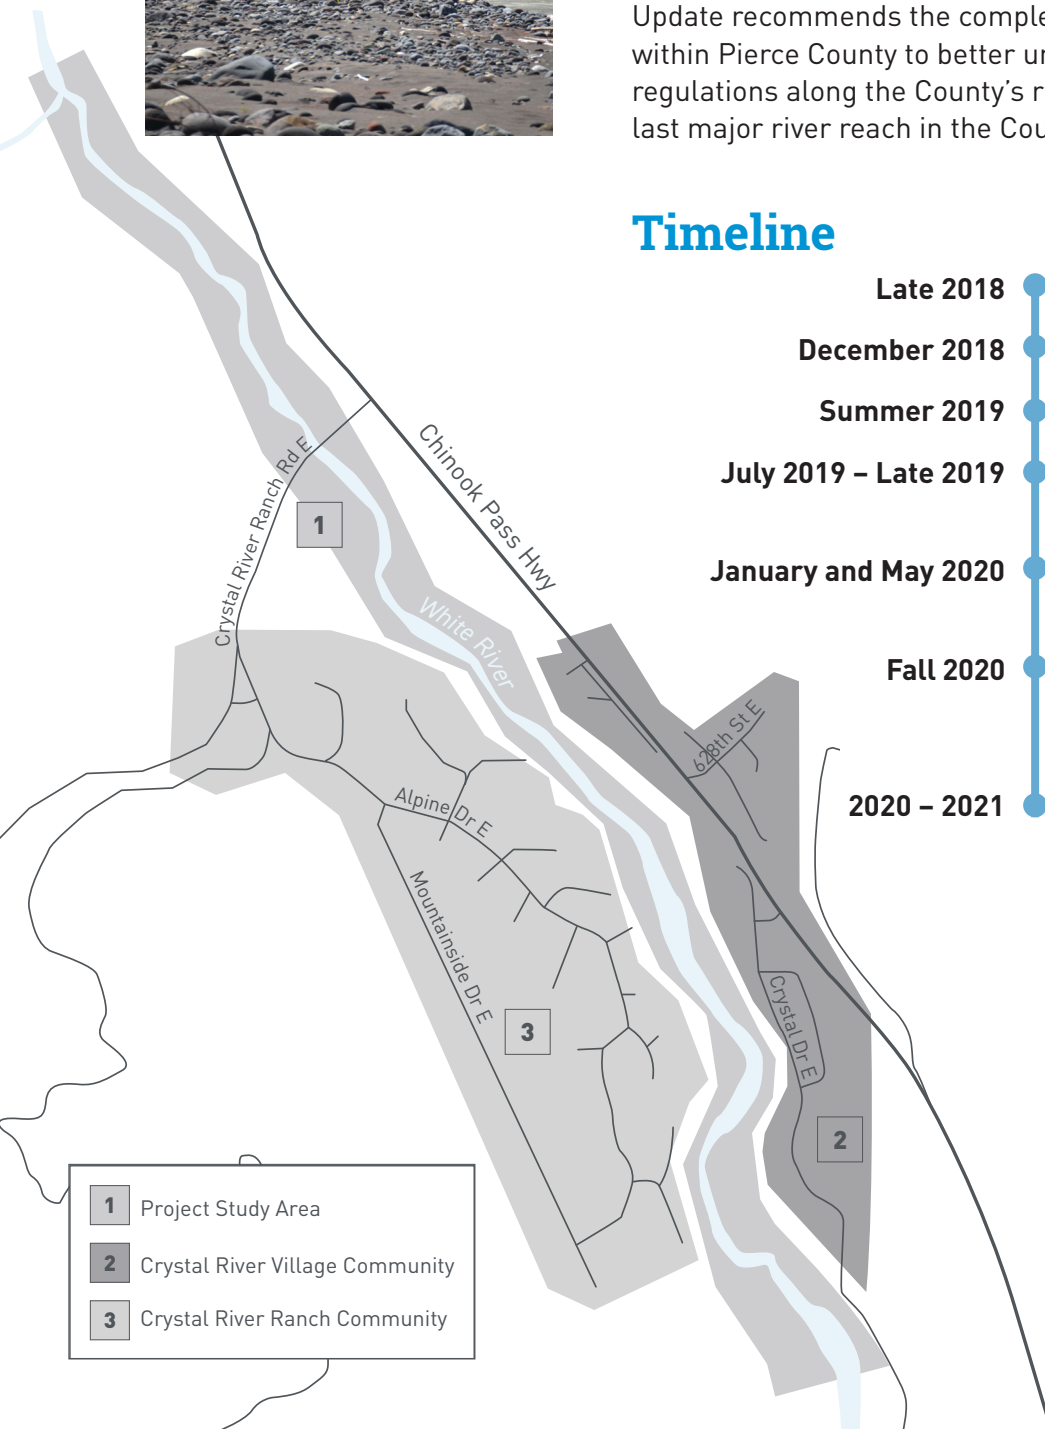 Update recommends the comple
within Pierce County to better un
regulations along the County's r
last major river reach in the Cou
Timeline
Late 2018
December 2018
Summer 2019
July 2019 – Late 2019
January and May 2020
Fall 2020
2020 – 2021
Chinook Pass Hwy
Crystal River Ranch Rd E
1
White River
628th St E
Alpine Dr E
Mountainside Dr E
Crystal Dr E
3
2
1 Project Study Area
2 Crystal River Village Community
3 Crystal River Ranch Community